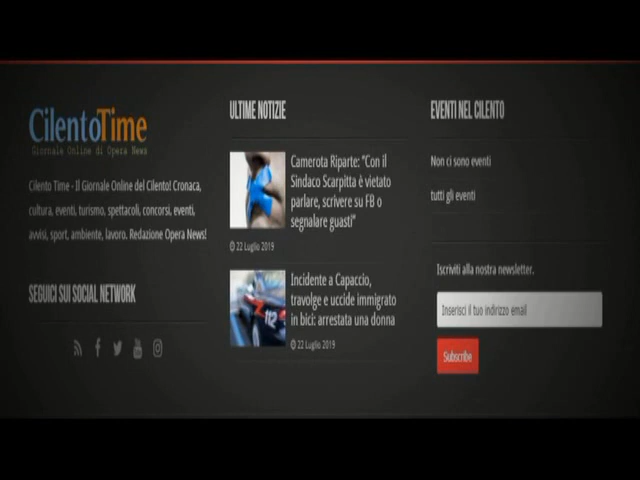 CilentoTime
Giornale Online di Opera News
Cilento Time - Il Giornale Online del Cilento! Cronaca,
cultura, eventi, turismo, spettacoli, concorsi, eventi,
avvisi, sport, ambiente, lavoro. Redazione Opera News!
SEGUICI SUI SOCIAL NETWORK
ULTIME NOTIZIE
Camerota Riparte: "Con il
Sindaco Scarpitta è vietato
parlare, scrivere su FB o
segnalare guasti"
22 Luglio 2019
Incidente a Capaccio,
travolge e uccide immigrato
in bici: arrestata una donna
22 Luglio 2019
EVENTI NEL CILENTO
Non ci sono eventi
tutti gli eventi
Iscriviti alla nostra newsletter.
Inserisci il tuo indirizzo email
Subscribe